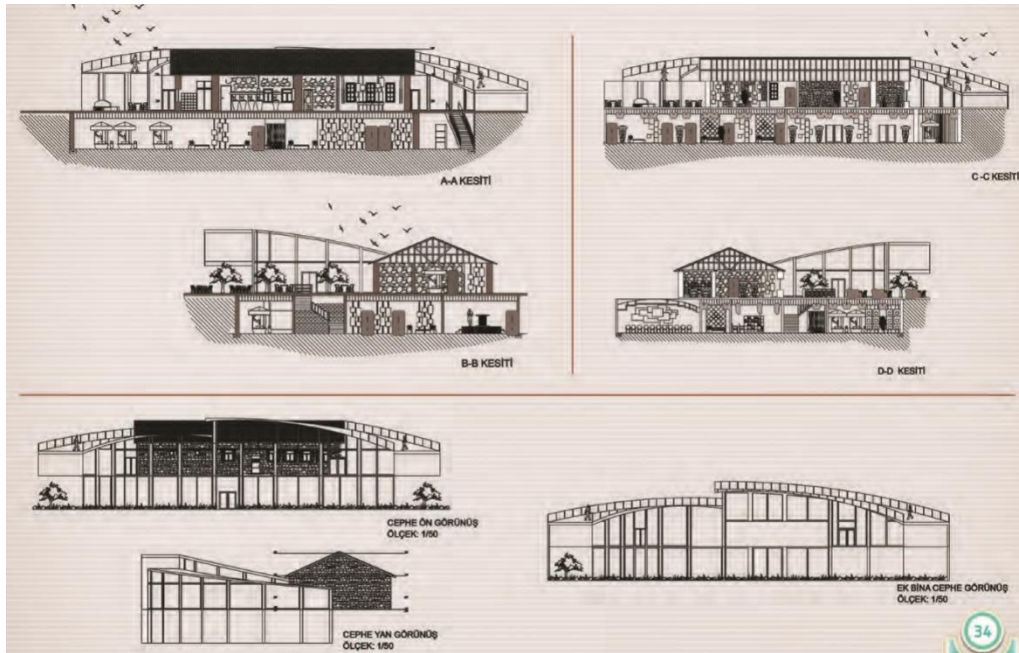 A-A KESİTİ
C -C KESİTİ
B-B KESİTİ
D-D KESİTİ
CEPHE ÖN GÖRÜNÜŞ
ÖLÇEK: 1/50
EK BİNA CEPHE GÖRÜNÜŞ
ÖLÇEK: 1/50
CEPHE YAN GÖRÜNÜŞ
ÖLÇEK: 1/50
34